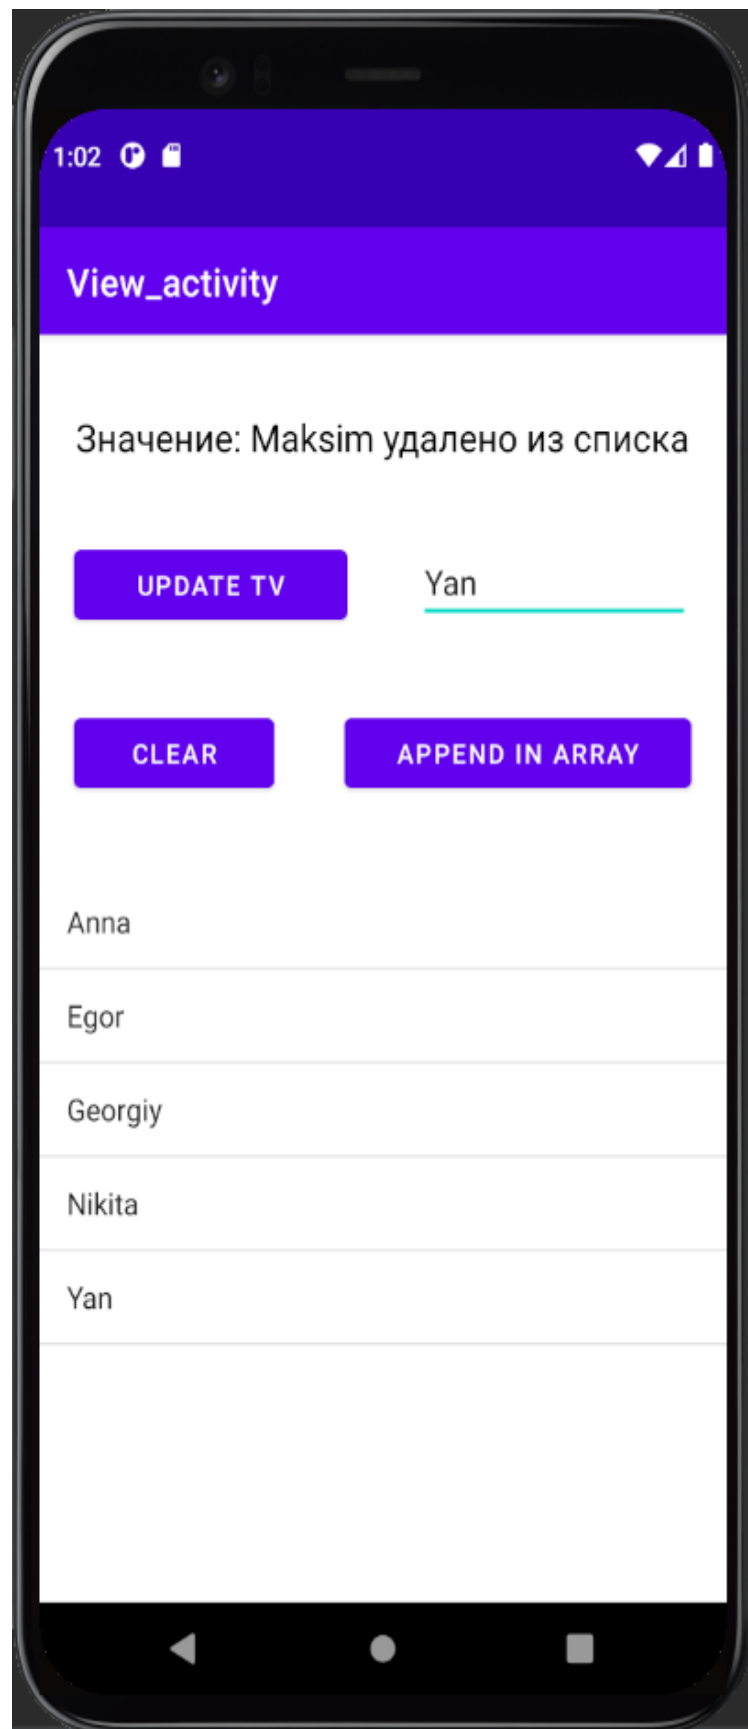 1:02
View_activity
Значение: Maksim удалено из списка
UPDATE TV
Yan
CLEAR
APPEND IN ARRAY
Anna
Egor
Georgiy
Nikita
Yan